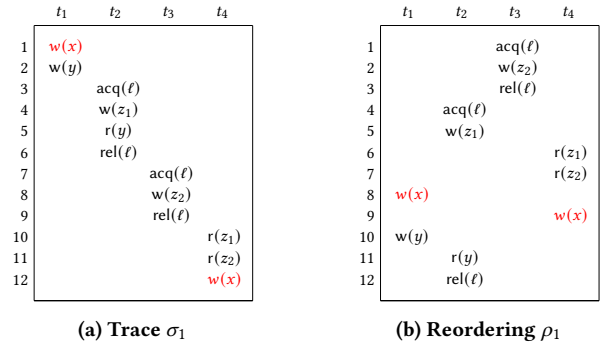 t₁ t₂ t₃ t₄
1 w(x)
2 w(y)
3 acq(ℓ)
4 w(z₁)
5 r(y)
6 rel(ℓ)
7 acq(ℓ)
8 w(z₂)
9 rel(ℓ)
10 r(z₁)
11 r(z₂)
12 w(x)
(a) Trace σ₁
t₁ t₂ t₃ t₄
1 acq(ℓ)
2 w(z₂)
3 rel(ℓ)
4 acq(ℓ)
5 w(z₁)
6 r(z₁)
7 r(z₂)
8 w(x)
9 w(x)
10 w(y)
11 r(y)
12 rel(ℓ)
(b) Reordering ρ₁